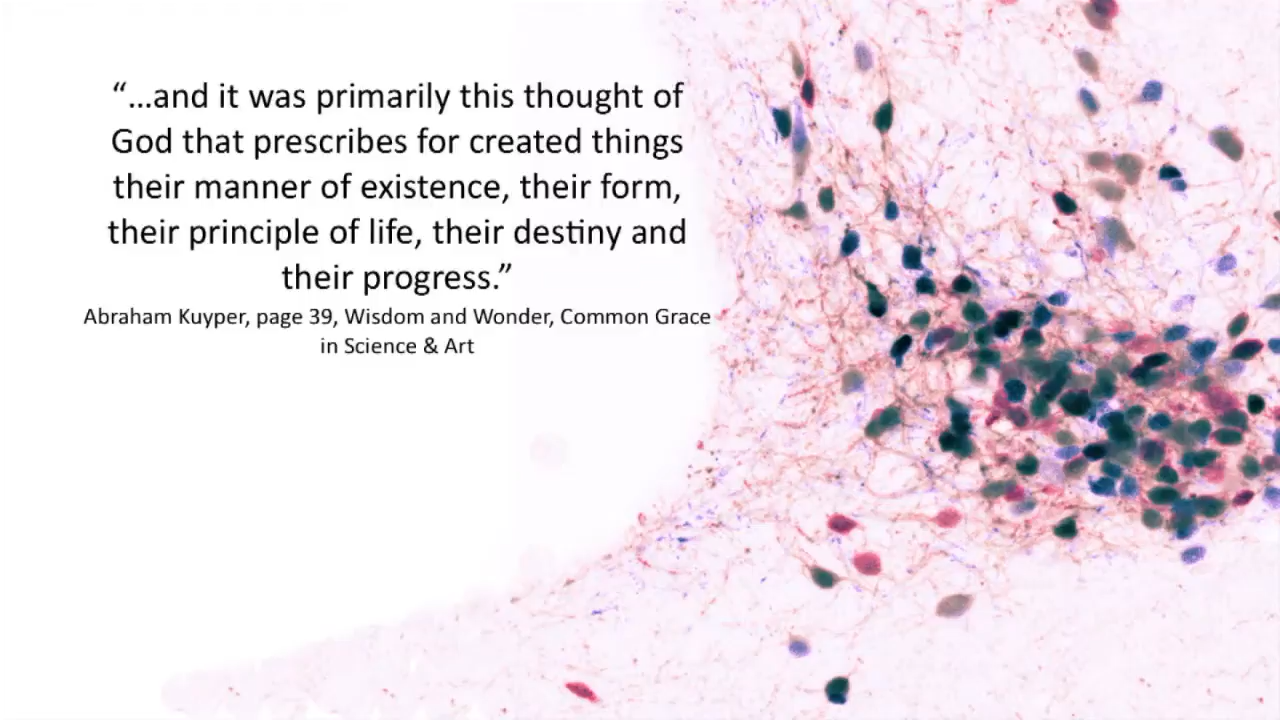 “...and it was primarily this thought of
God that prescribes for created things
their manner of existence, their form,
their principle of life, their destiny and
their progress.”
Abraham Kuyper, page 39, Wisdom and Wonder, Common Grace
in Science & Art